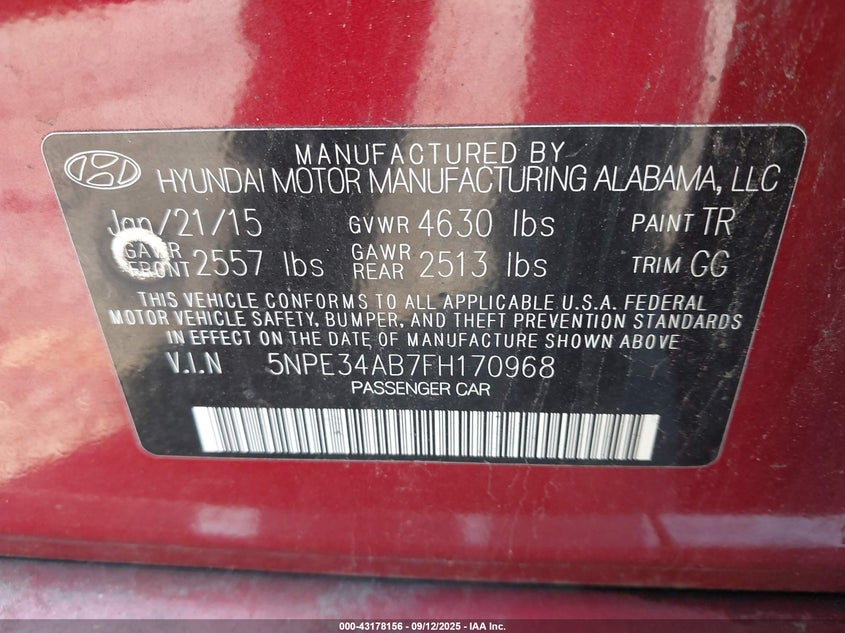 MANUFACTURED BY
HYUNDAI MOTOR MANUFACTURING ALABAMA, LLC
Jan/21/15 GVWR 4630 lbs PAINT TR
GAWR FRONT 2557 lbs GAWR REAR 2513 lbs TRIM GG
THIS VEHICLE CONFORMS TO ALL APPLICABLE U.S.A. FEDERAL
MOTOR VEHICLE SAFETY, BUMPER, AND THEFT PREVENTION STANDARDS
IN EFFECT ON THE DATE OF MANUFACTURE SHOWN ABOVE.
V.I.N 5NPE34AB7FH170968
PASSENGER CAR
000-43178156 - 09/12/2025 - IAA Inc.